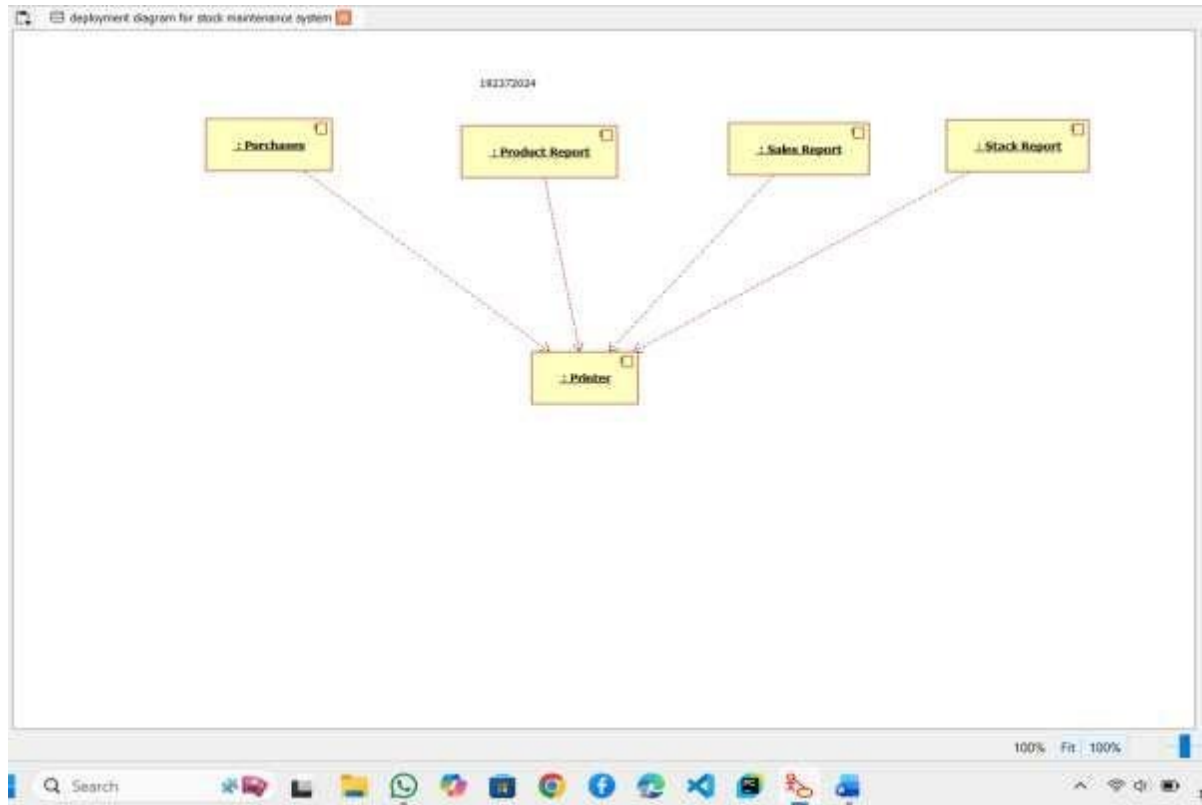 deployment diagram for stock maintenance system
192372024
: Purchases
: Product Report
: Sales Report
: Stack Report
: Printer
100% Fit 100%
Search